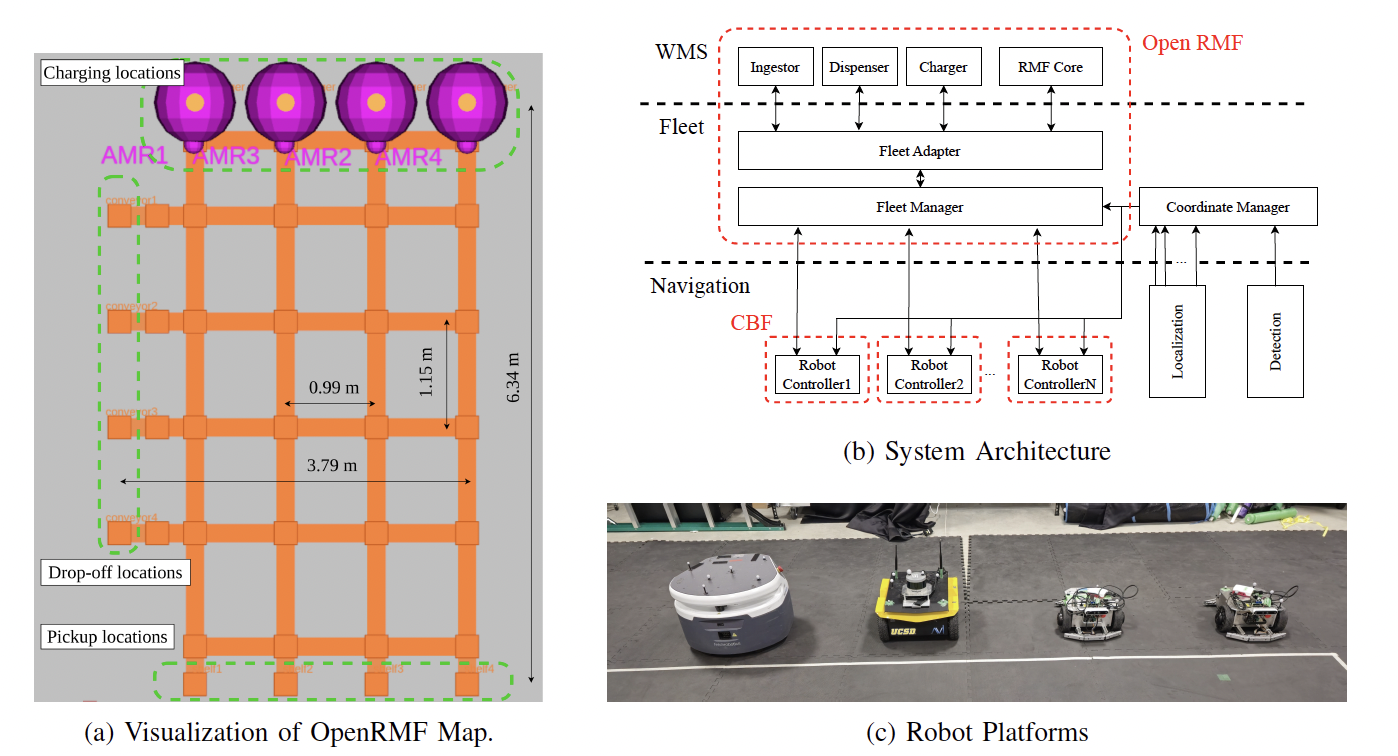 Charging locations
AMR1
AMR3
AMR2
AMR4
conveyor1
conveyor2
conveyor3
conveyor4
0.99 m
1.15 m
3.79 m
6.34 m
Drop-off locations
Pickup locations
(a) Visualization of OpenRMF Map.
WMS
Open RMF
Ingestor
Dispenser
Charger
RMF Core
Fleet
Fleet Adapter
Fleet Manager
Coordinate Manager
Navigation
...
CBF
Robot
Controller1
Robot
Controller2
...
Robot
ControllerN
Localization
Detection
(b) System Architecture
UCSD
(c) Robot Platforms